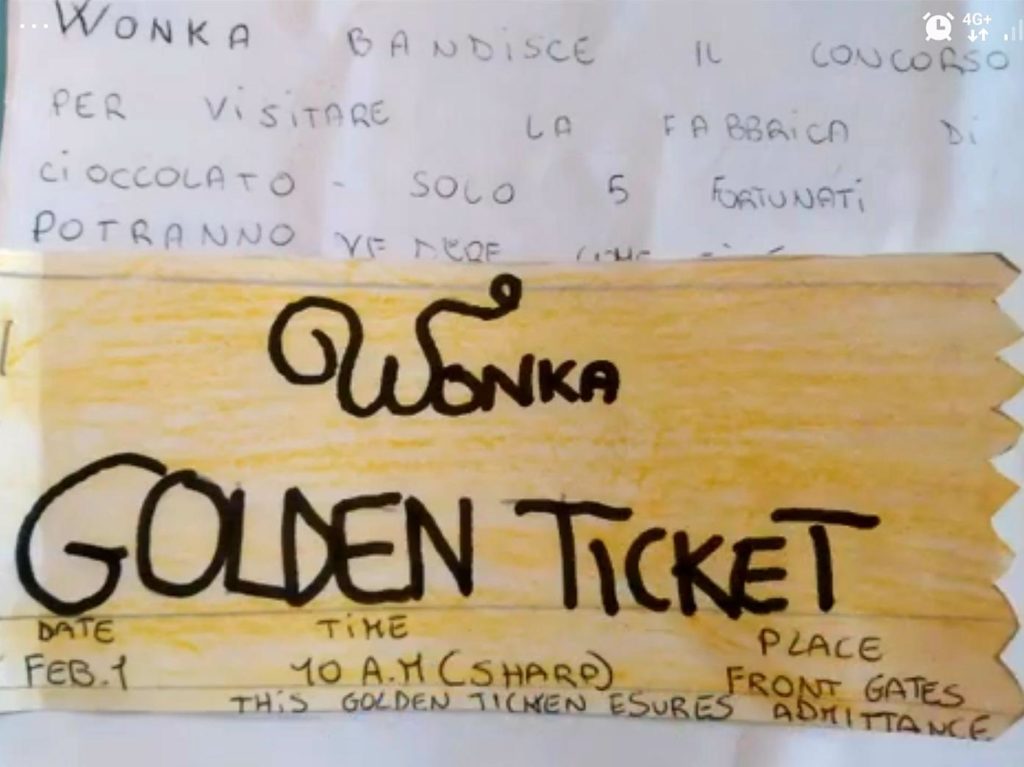 4G+
WONKA BANDISCE IL CONCORSO
PER VISITARE LA FABBRICA DI
CIOCCOLATO - SOLO 5 FORTUNATI
POTRANNO VEDERE
WONKA
GOLDEN TICKET
DATE TIME PLACE
FEB. 1 10 A.M (SHARP) FRONT GATES
THIS GOLDEN TICKEN ESURES ADMITTANCE